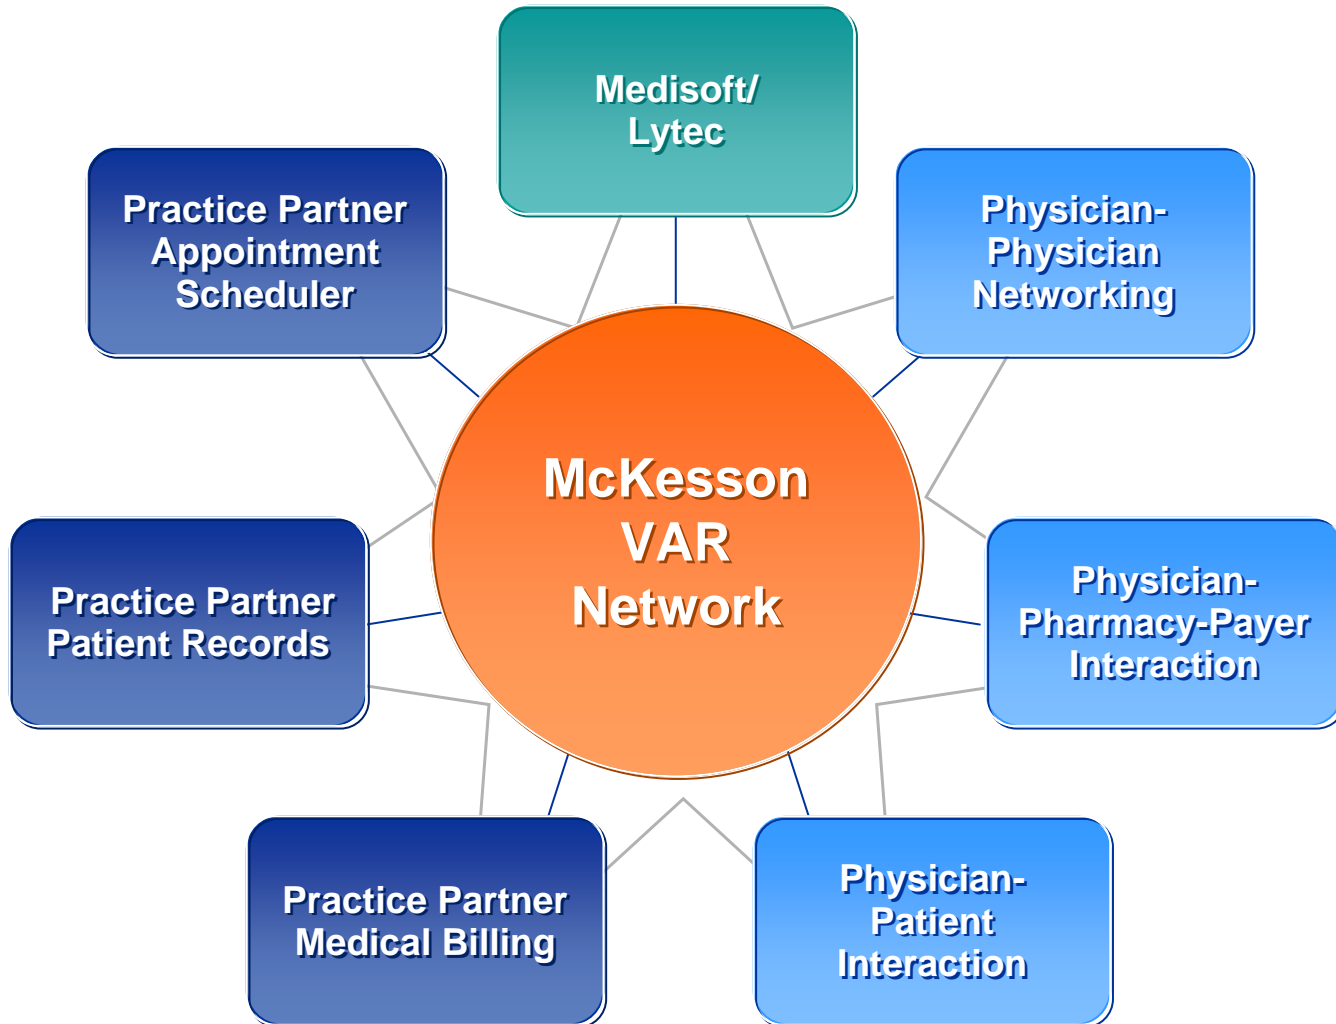 Medisoft/
Lytec
Practice Partner
Appointment
Scheduler
Physician-
Physician
Networking
McKesson
VAR
Network
Practice Partner
Patient Records
Physician-
Pharmacy-Payer
Interaction
Practice Partner
Medical Billing
Physician-
Patient
Interaction